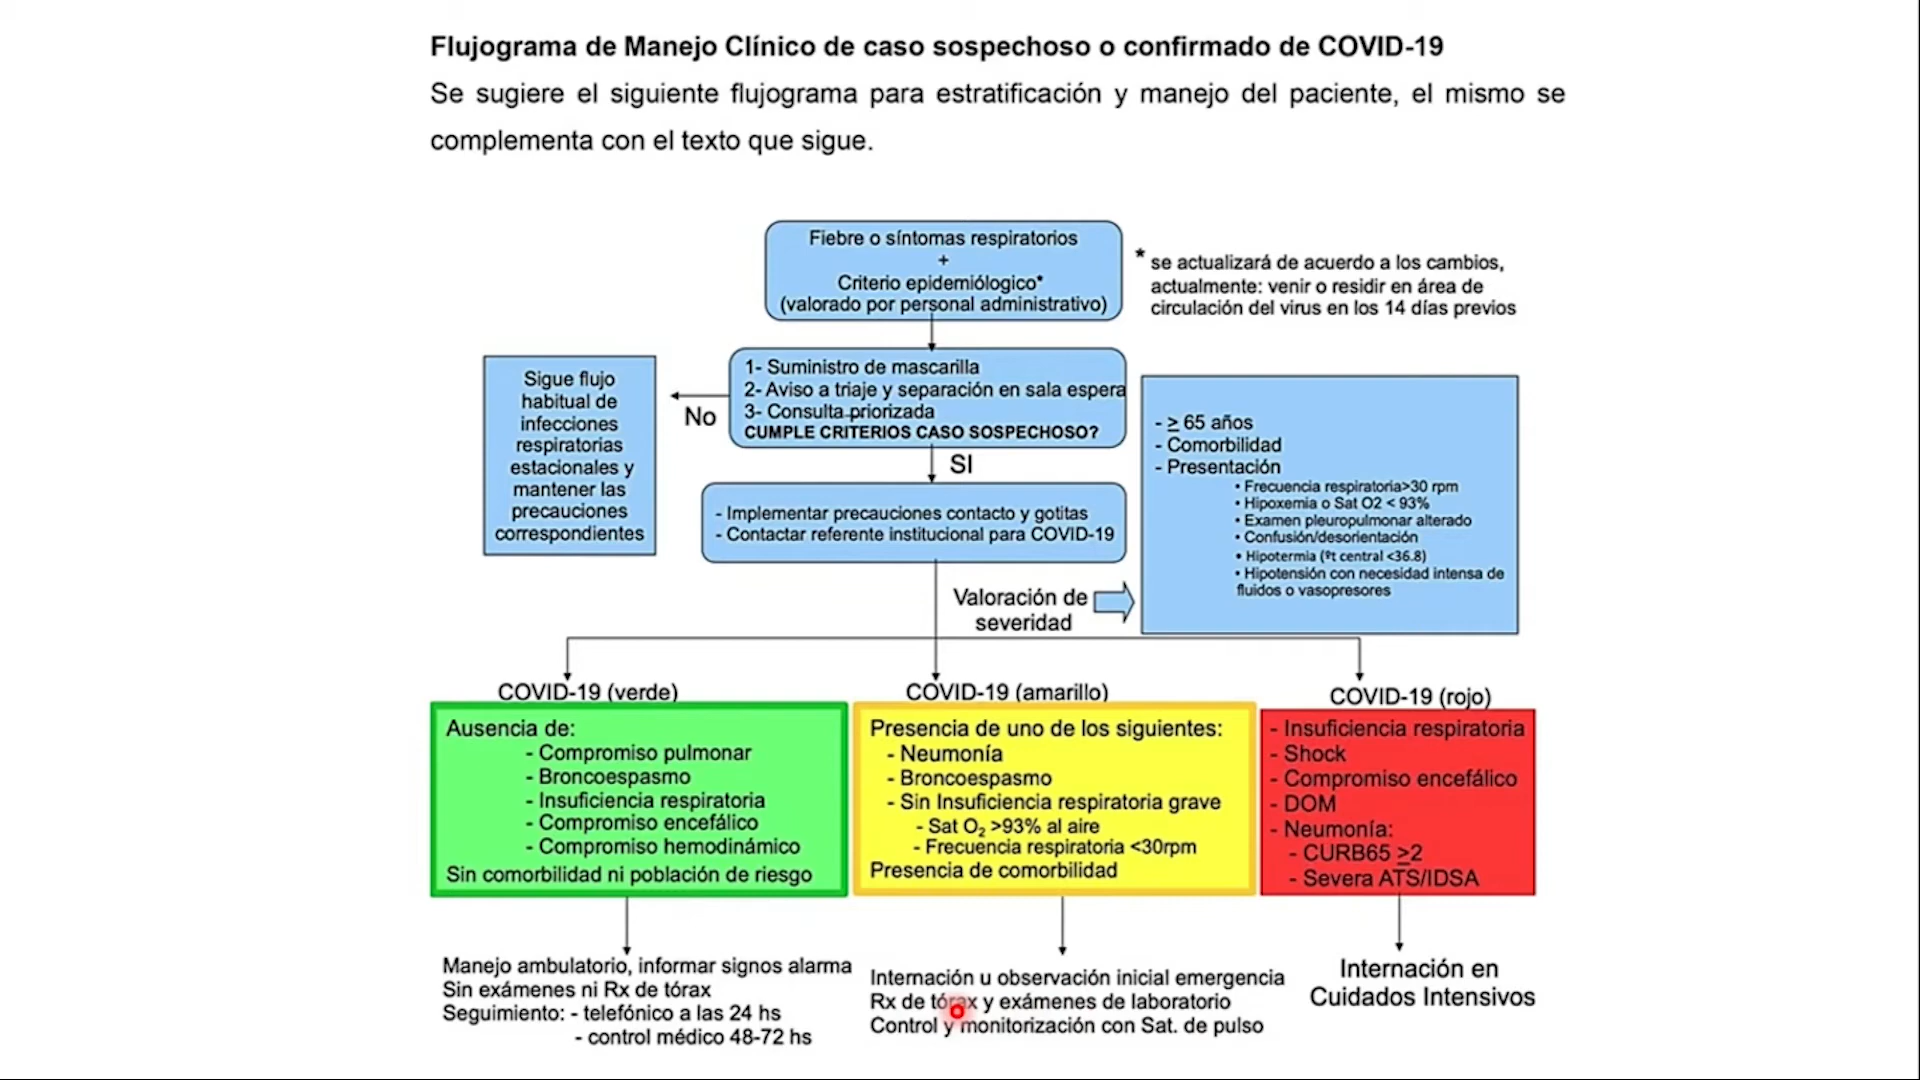 Flujograma de Manejo Clínico de caso sospechoso o confirmado de COVID-19
Se sugiere el siguiente flujograma para estratificación y manejo del paciente, el mismo se
complementa con el texto que sigue.
Fiebre o síntomas respiratorios
+
Criterio epidemiólogico*
(valorado por personal administrativo)
* se actualizará de acuerdo a los cambios,
actualmente: venir o residir en área de
circulación del virus en los 14 días previos
1- Suministro de mascarilla
2- Aviso a triaje y separación en sala espera
3- Consulta priorizada
CUMPLE CRITERIOS CASO SOSPECHOSO?
No
Sigue flujo
habitual de
infecciones
respiratorias
estacionales y
mantener las
precauciones
correspondientes
SI
- Implementar precauciones contacto y gotitas
- Contactar referente institucional para COVID-19
Valoración de
severidad
- ≥ 65 años
- Comorbilidad
- Presentación
• Frecuencia respiratoria>30 rpm
• Hipoxemia o Sat O2 < 93%
• Examen pleuropulmonar alterado
• Confusión/desorientación
• Hipotermia (ºt central <36.8)
• Hipotensión con necesidad intensa de
fluidos o vasopresores
COVID-19 (verde)
Ausencia de:
- Compromiso pulmonar
- Broncoespasmo
- Insuficiencia respiratoria
- Compromiso encefálico
- Compromiso hemodinámico
Sin comorbilidad ni población de riesgo
Manejo ambulatorio, informar signos alarma
Sin exámenes ni Rx de tórax
Seguimiento: - telefónico a las 24 hs
- control médico 48-72 hs
COVID-19 (amarillo)
Presencia de uno de los siguientes:
- Neumonía
- Broncoespasmo
- Sin Insuficiencia respiratoria grave
- Sat O₂ >93% al aire
- Frecuencia respiratoria <30rpm
Presencia de comorbilidad
Internación u observación inicial emergencia
Rx de tórax y exámenes de laboratorio
Control y monitorización con Sat. de pulso
COVID-19 (rojo)
- Insuficiencia respiratoria
- Shock
- Compromiso encefálico
- DOM
- Neumonía:
- CURB65 ≥2
- Severa ATS/IDSA
Internación en
Cuidados Intensivos